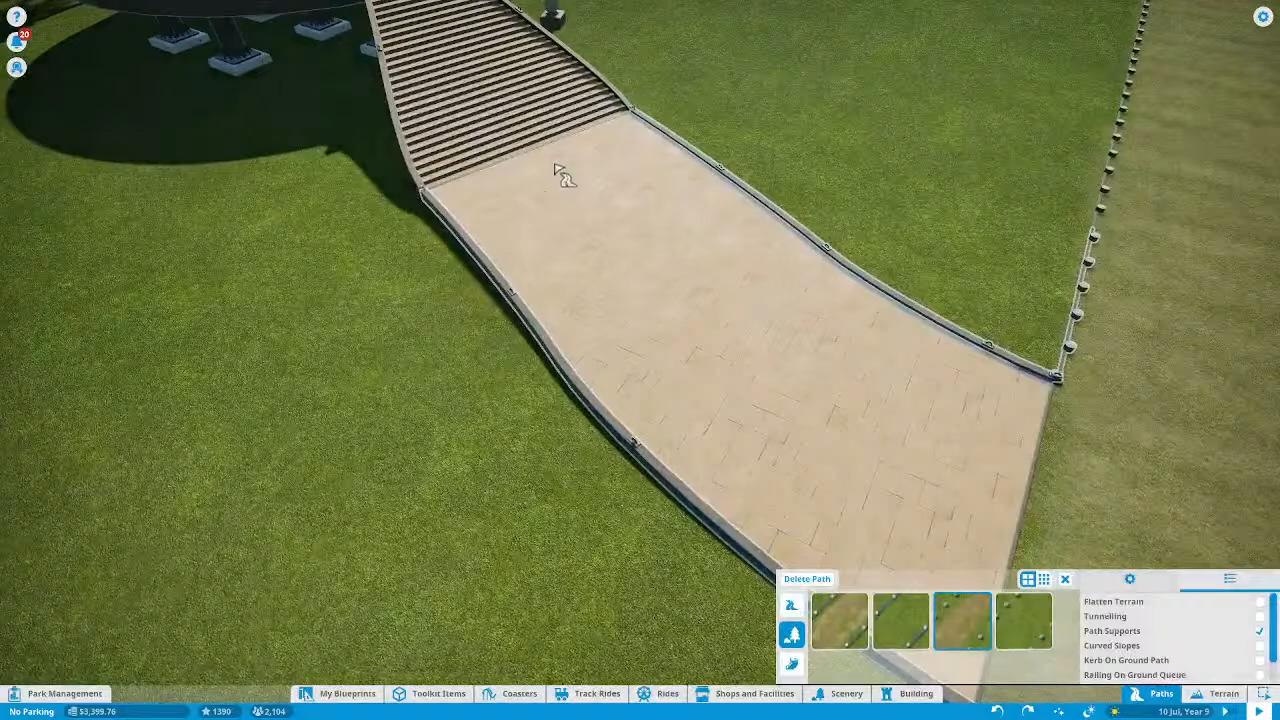 ?
20
Delete Path
Flatten Terrain
Tunnelling
Path Supports
Curved Slopes
Kerb On Ground Path
Railing On Ground Queue
Park Management
My Blueprints
Toolkit Items
Coasters
Track Rides
Rides
Shops and Facilities
Scenery
Building
Paths
Terrain
No Parking
$3,399.76
1390
2,104
10 Jul, Year 9